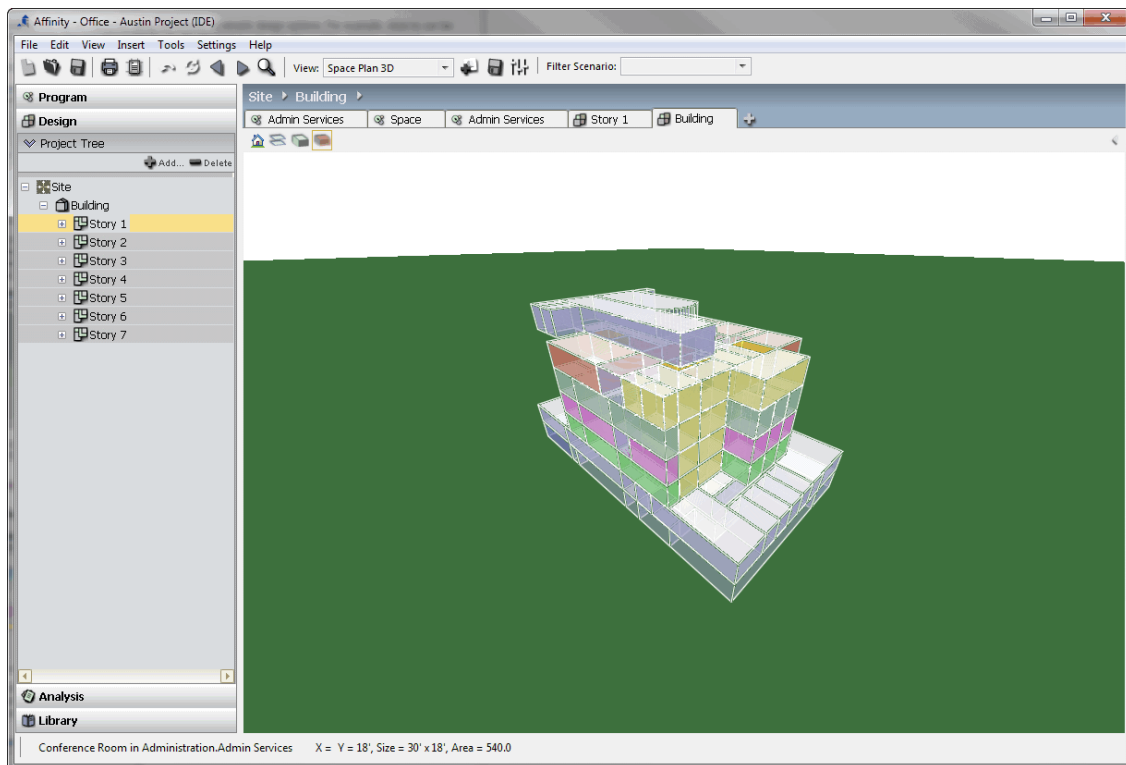 Affinity - Office - Austin Project (IDE)
File Edit View Insert Tools Settings Help
View: Space Plan 3D Filter Scenario:
Program
Design
Project Tree
Add... Delete
Site
Building
Story 1
Story 2
Story 3
Story 4
Story 5
Story 6
Story 7
Analysis
Library
Site Building
Admin Services Space Admin Services Story 1 Building
Conference Room in Administration.Admin Services X = Y = 18', Size = 30' x 18', Area = 540.0